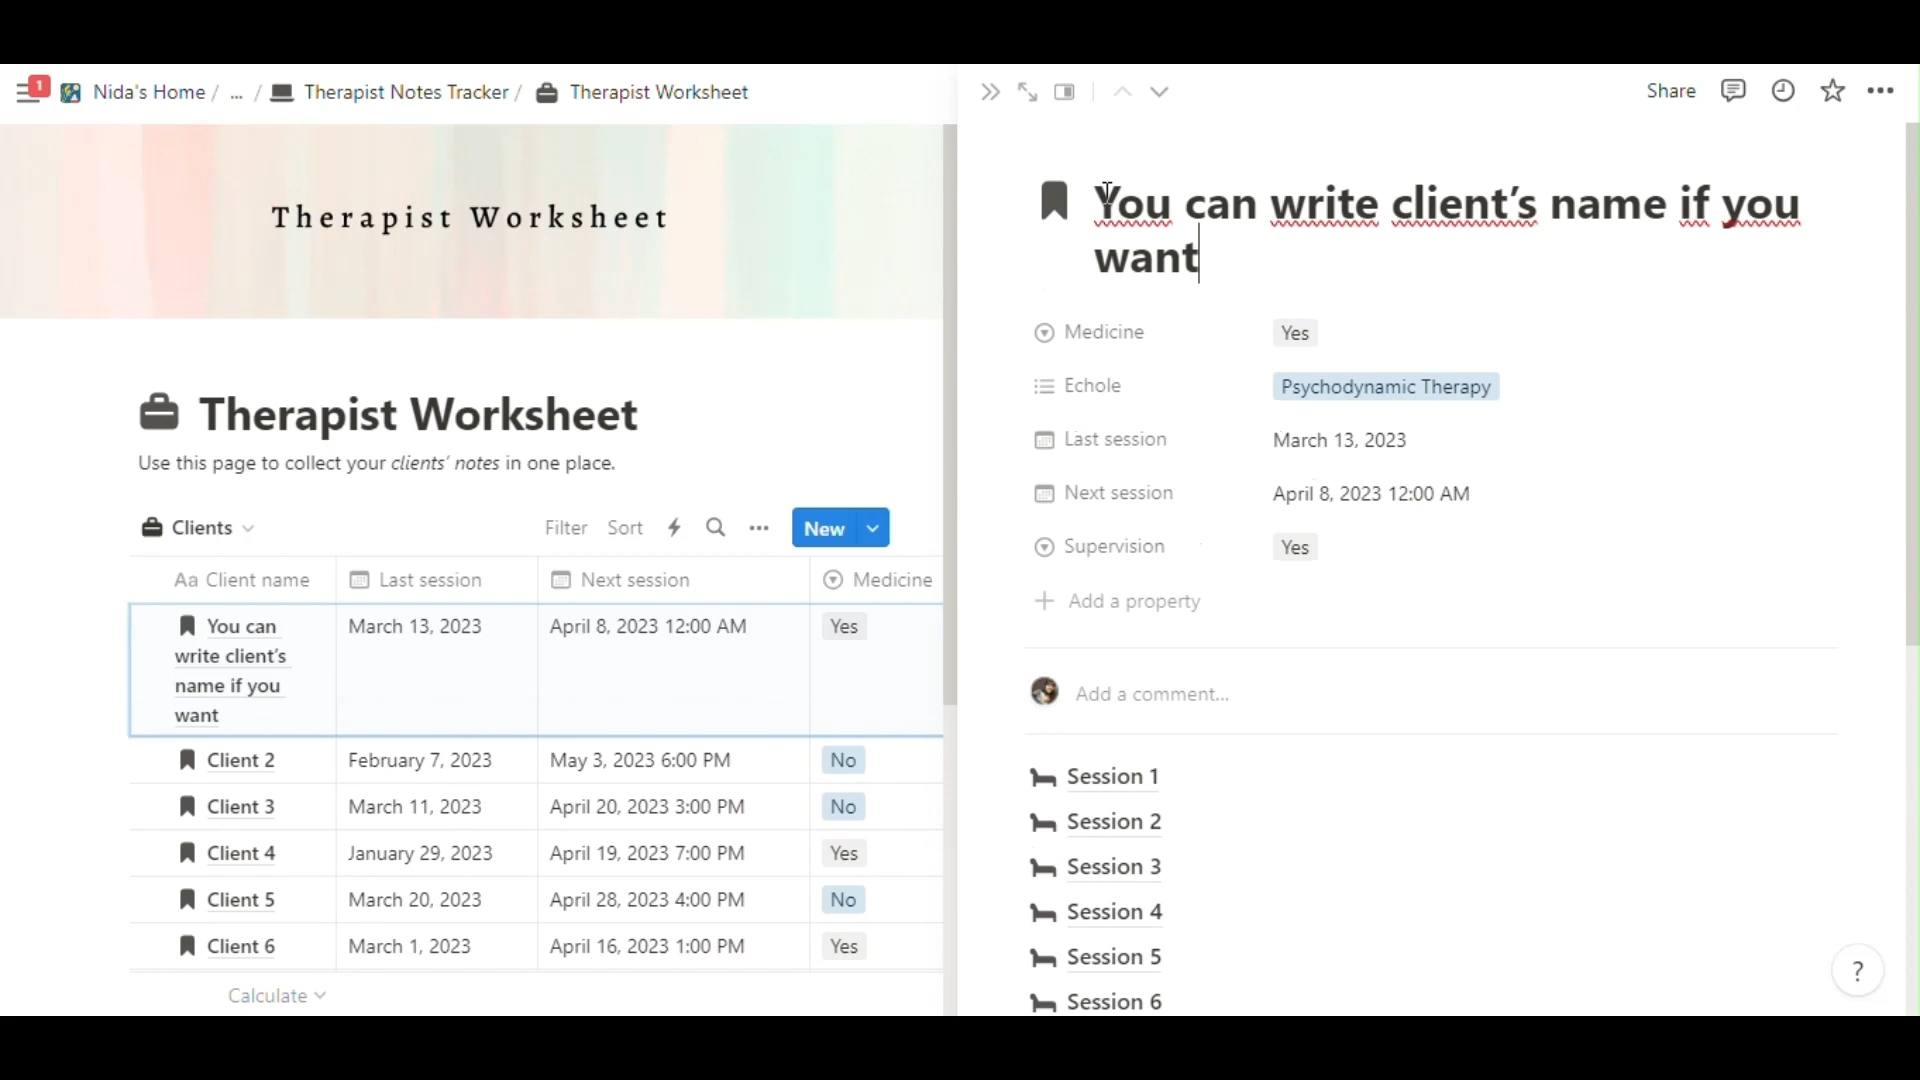 1 Nida's Home / ... / Therapist Notes Tracker / Therapist Worksheet
Therapist Worksheet
Therapist Worksheet
Use this page to collect your clients’ notes in one place.
Clients Filter Sort New
Aa Client name Last session Next session Medicine
You can March 13, 2023 April 8, 2023 12:00 AM Yes
write client’s
name if you
want
Client 2 February 7, 2023 May 3, 2023 6:00 PM No
Client 3 March 11, 2023 April 20, 2023 3:00 PM No
Client 4 January 29, 2023 April 19, 2023 7:00 PM Yes
Client 5 March 20, 2023 April 28, 2023 4:00 PM No
Client 6 March 1, 2023 April 16, 2023 1:00 PM Yes
Calculate
Share
You can write client’s name if you
want
Medicine Yes
Echole Psychodynamic Therapy
Last session March 13, 2023
Next session April 8, 2023 12:00 AM
Supervision Yes
+ Add a property
Add a comment...
Session 1
Session 2
Session 3
Session 4
Session 5
Session 6
?